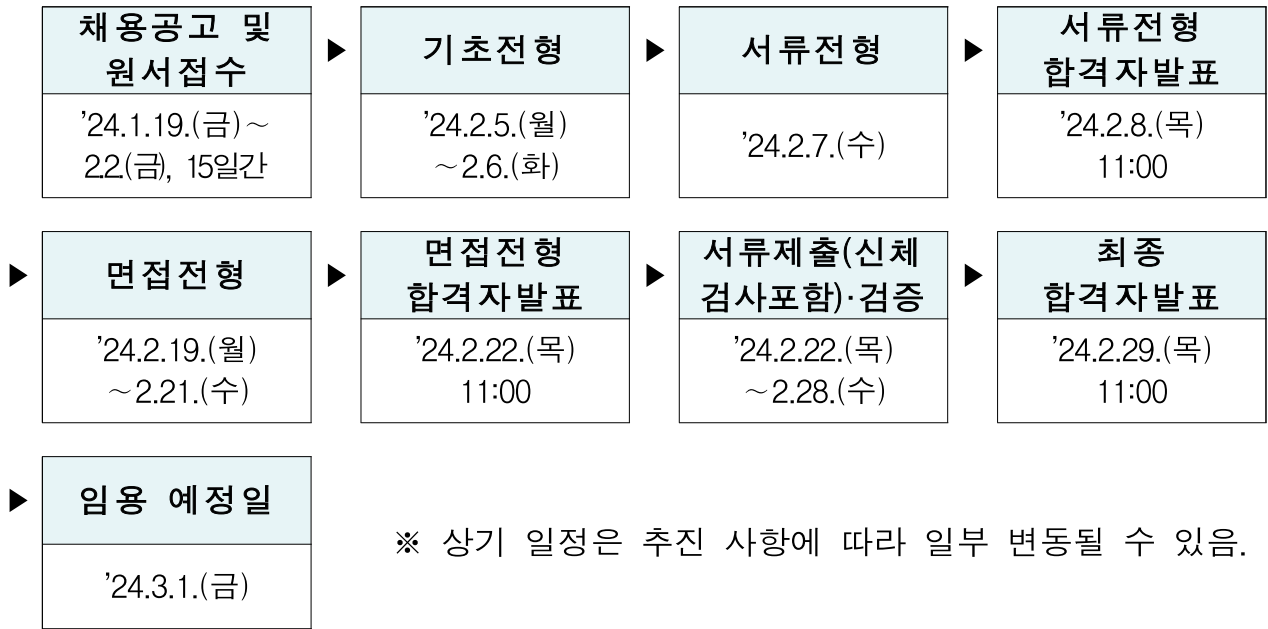 채용공고 및
원서접수
▶
기초전형
▶
서류전형
▶
서류전형
합격자발표
’24.1.19.(금)～
2.2.(금), 15일간
’24.2.5.(월)
～2.6.(화)
’24.2.7.(수)
’24.2.8.(목)
11:00
▶
면접전형
▶
면접전형
합격자발표
▶
서류제출(신체
검사포함)·검증
▶
최종
합격자발표
’24.2.19.(월)
～2.21.(수)
’24.2.22.(목)
11:00
’24.2.22.(목)
～2.28.(수)
’24.2.29.(목)
11:00
▶
임용 예정일
’24.3.1.(금)
※ 상기 일정은 추진 사항에 따라 일부 변동될 수 있음.